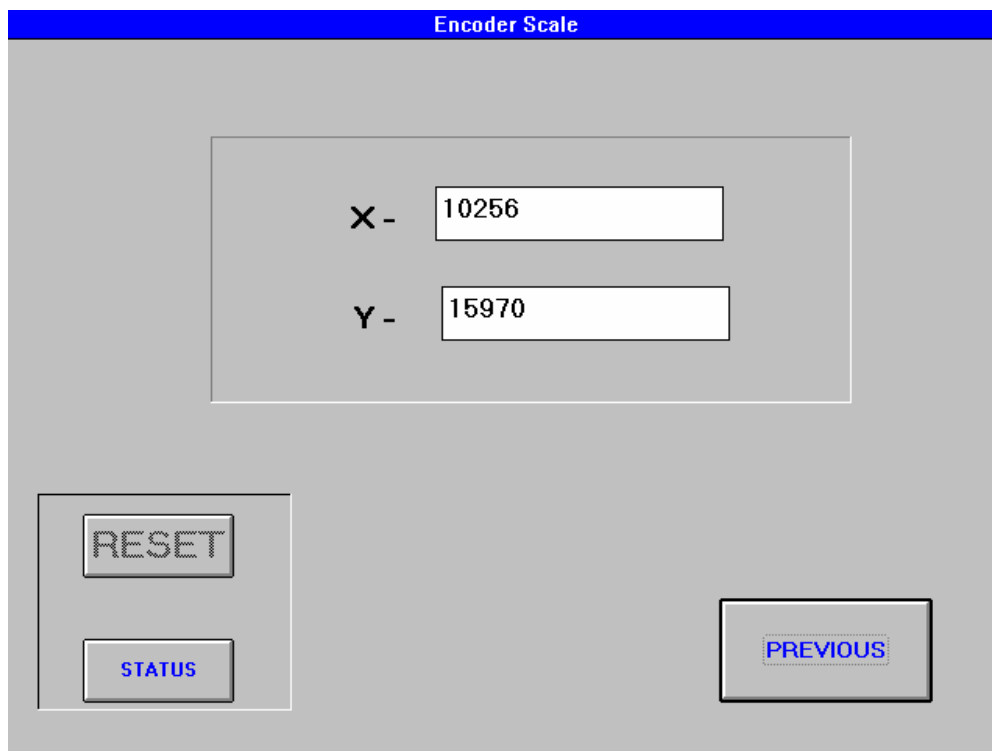 Encoder Scale
X - 10256
Y - 15970
RESET
STATUS
PREVIOUS